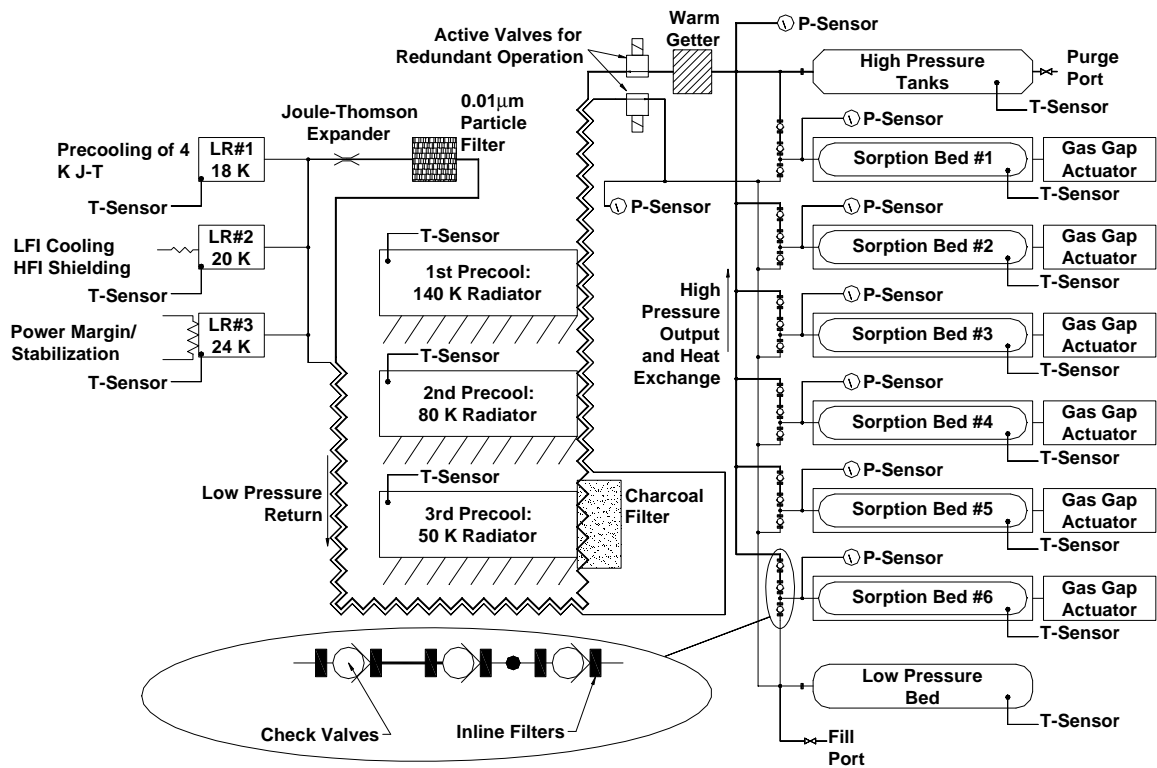 Active Valves for
Redundant Operation
Warm
Getter
P-Sensor
High Pressure
Tanks
Purge
Port
T-Sensor
Joule-Thomson
Expander
0.01μm
Particle
Filter
Precooling of 4
K J-T
LR#1
18 K
T-Sensor
LFI Cooling
HFI Shielding
LR#2
20 K
T-Sensor
Power Margin/
Stabilization
LR#3
24 K
T-Sensor
T-Sensor
1st Precool:
140 K Radiator
T-Sensor
2nd Precool:
80 K Radiator
T-Sensor
3rd Precool:
50 K Radiator
Low Pressure
Return
Charcoal
Filter
P-Sensor
High
Pressure
Output
and Heat
Exchange
P-Sensor
Sorption Bed #1
Gas Gap
Actuator
T-Sensor
P-Sensor
Sorption Bed #2
Gas Gap
Actuator
T-Sensor
P-Sensor
Sorption Bed #3
Gas Gap
Actuator
T-Sensor
P-Sensor
Sorption Bed #4
Gas Gap
Actuator
T-Sensor
P-Sensor
Sorption Bed #5
Gas Gap
Actuator
T-Sensor
P-Sensor
Sorption Bed #6
Gas Gap
Actuator
T-Sensor
Low Pressure
Bed
T-Sensor
Fill
Port
Check Valves
Inline Filters